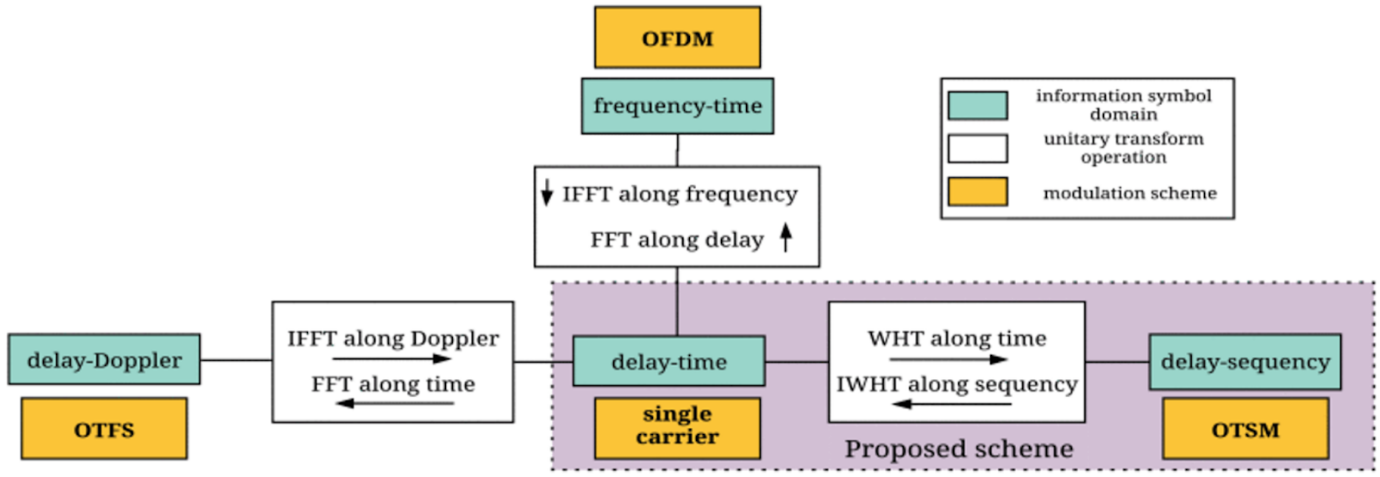 OFDM
frequency-time
IFFT along frequency
FFT along delay
information symbol
domain
unitary transform
operation
modulation scheme
delay-Doppler
OTFS
IFFT along Doppler
FFT along time
delay-time
single
carrier
WHT along time
IWHT along sequency
Proposed scheme
delay-sequency
OTSM